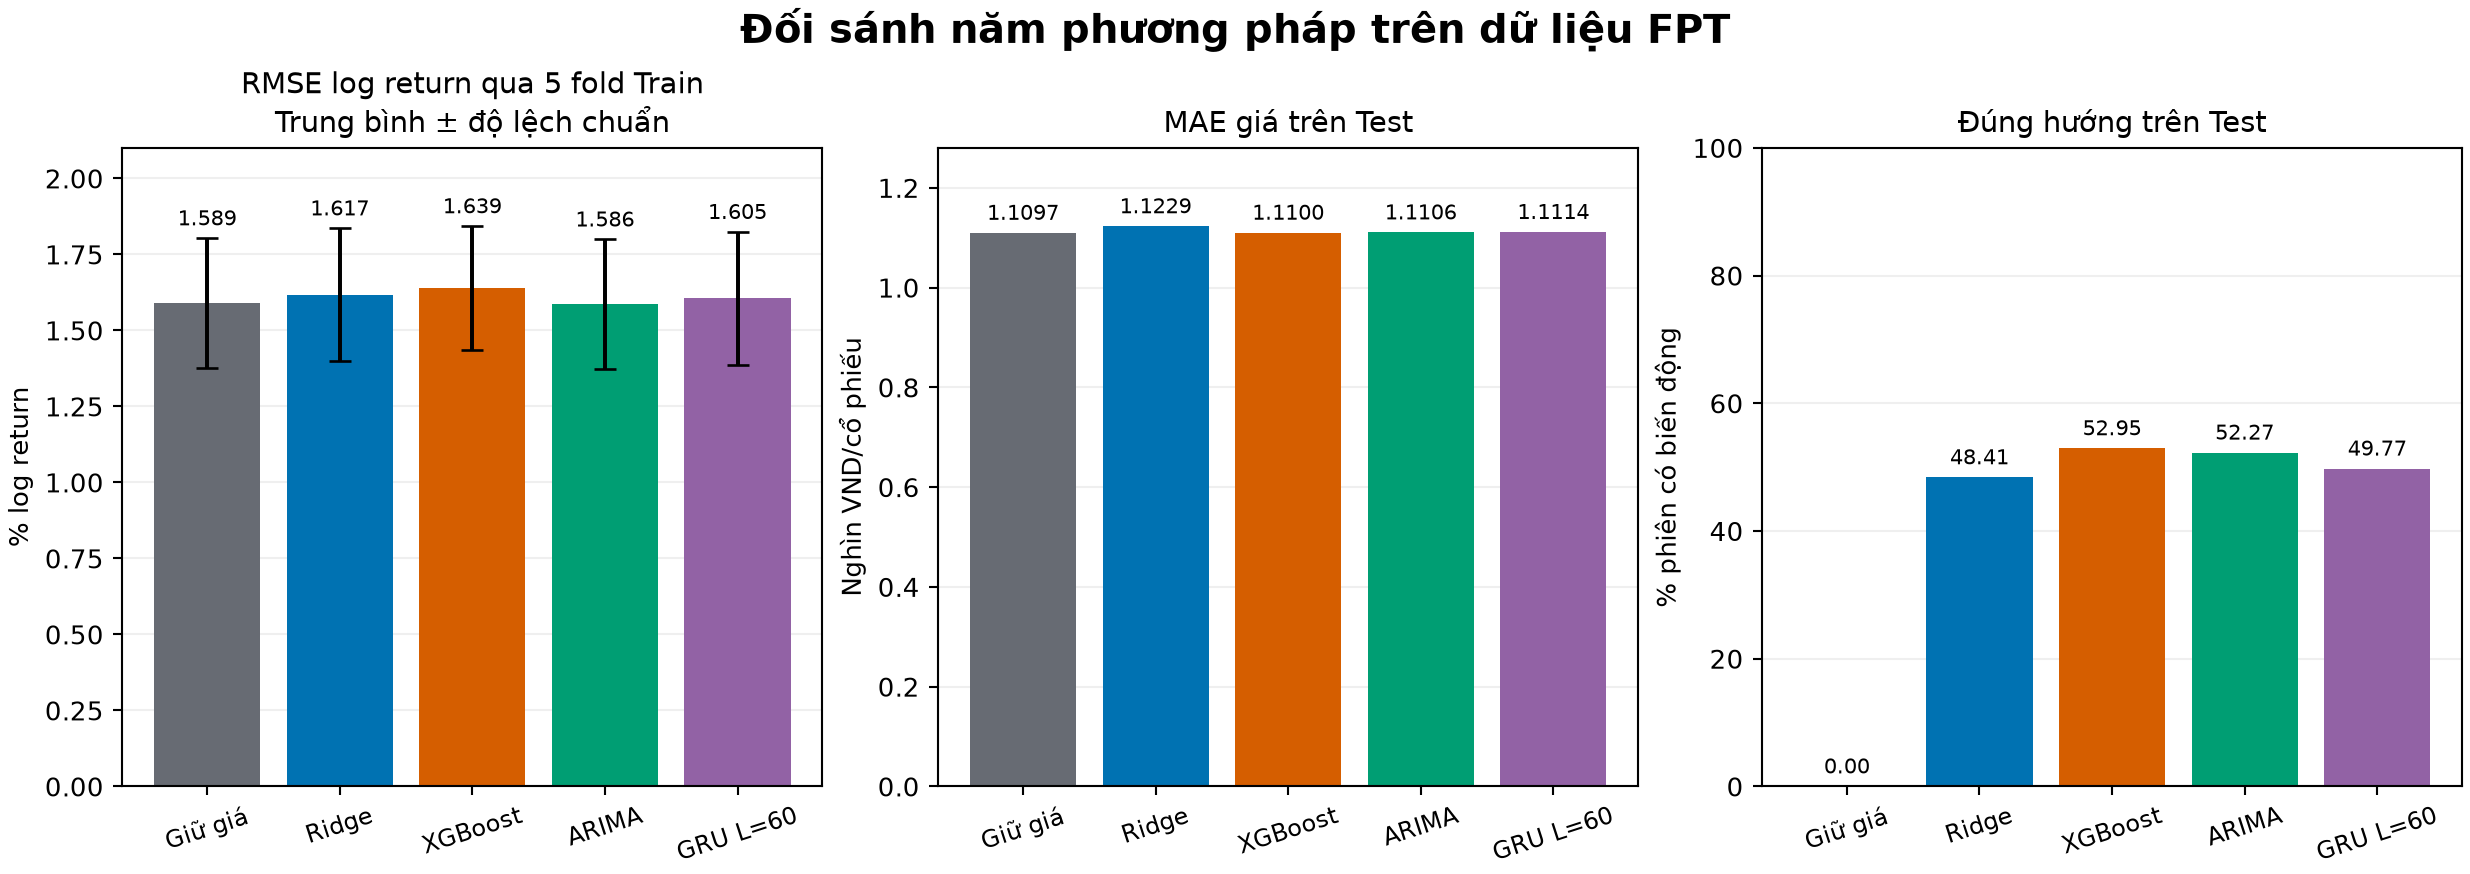 Đối sánh năm phương pháp trên dữ liệu FPT
RMSE log return qua 5 fold Train
Trung bình ± độ lệch chuẩn
% log return
2.00
1.75
1.50
1.25
1.00
0.75
0.50
0.25
0.00
1.589
1.617
1.639
1.586
1.605
Giữ giá
Ridge
XGBoost
ARIMA
GRU L=60
MAE giá trên Test
Nghìn VND/cổ phiếu
1.2
1.0
0.8
0.6
0.4
0.2
0.0
1.1097
1.1229
1.1100
1.1106
1.1114
Giữ giá
Ridge
XGBoost
ARIMA
GRU L=60
Đúng hướng trên Test
% phiên có biến động
100
80
60
40
20
0
0.00
48.41
52.95
52.27
49.77
Giữ giá
Ridge
XGBoost
ARIMA
GRU L=60